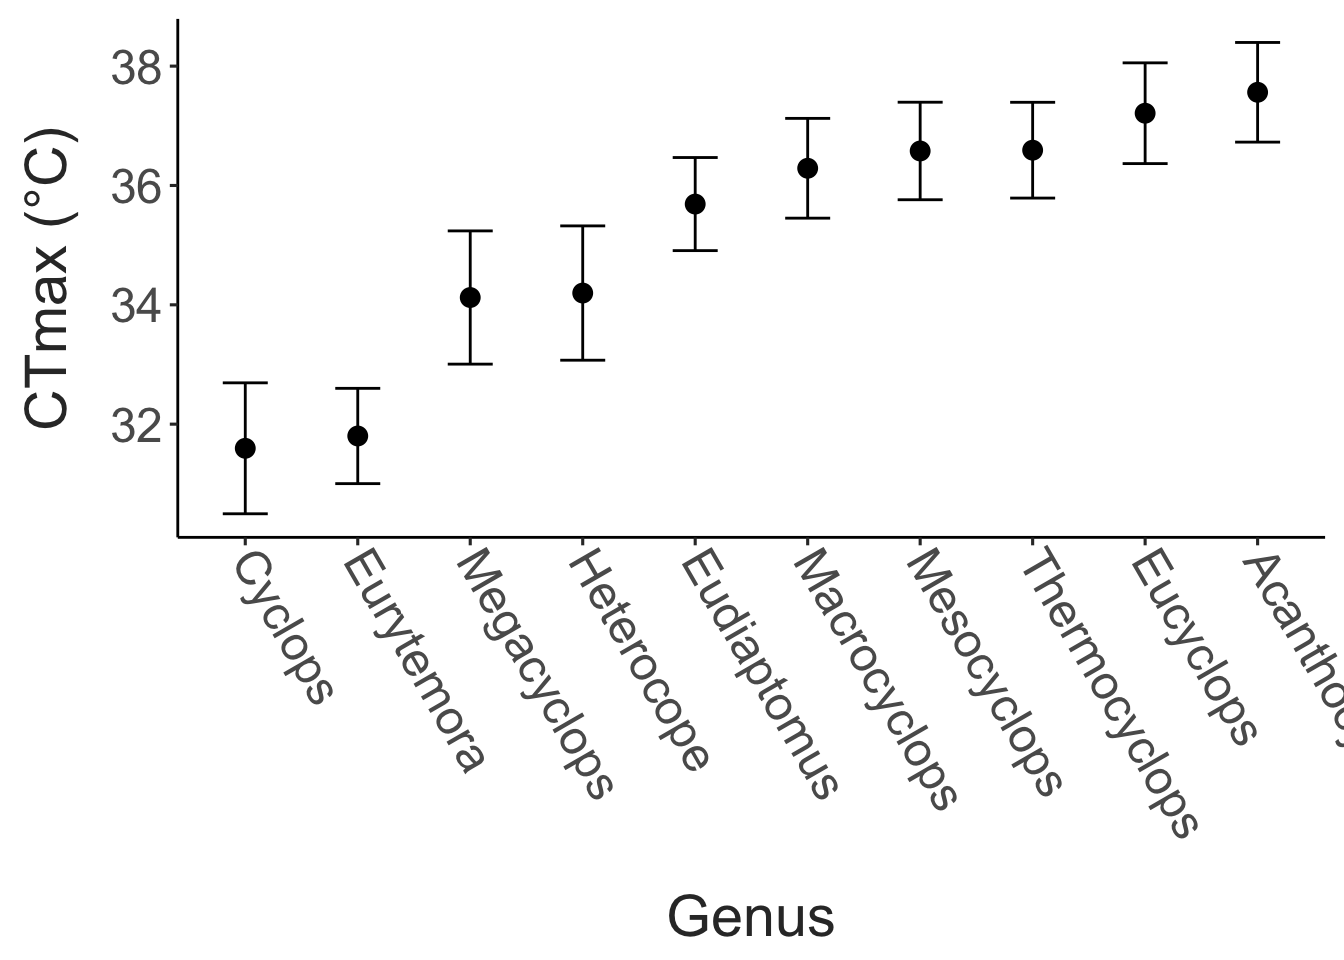 CTmax (°C)
38
36
34
32
Cyclops
Eurytemora
Megacyclops
Heterocope
Eudiaptomus
Macrocyclops
Mesocyclops
Thermocyclops
Eucyclops
Genus